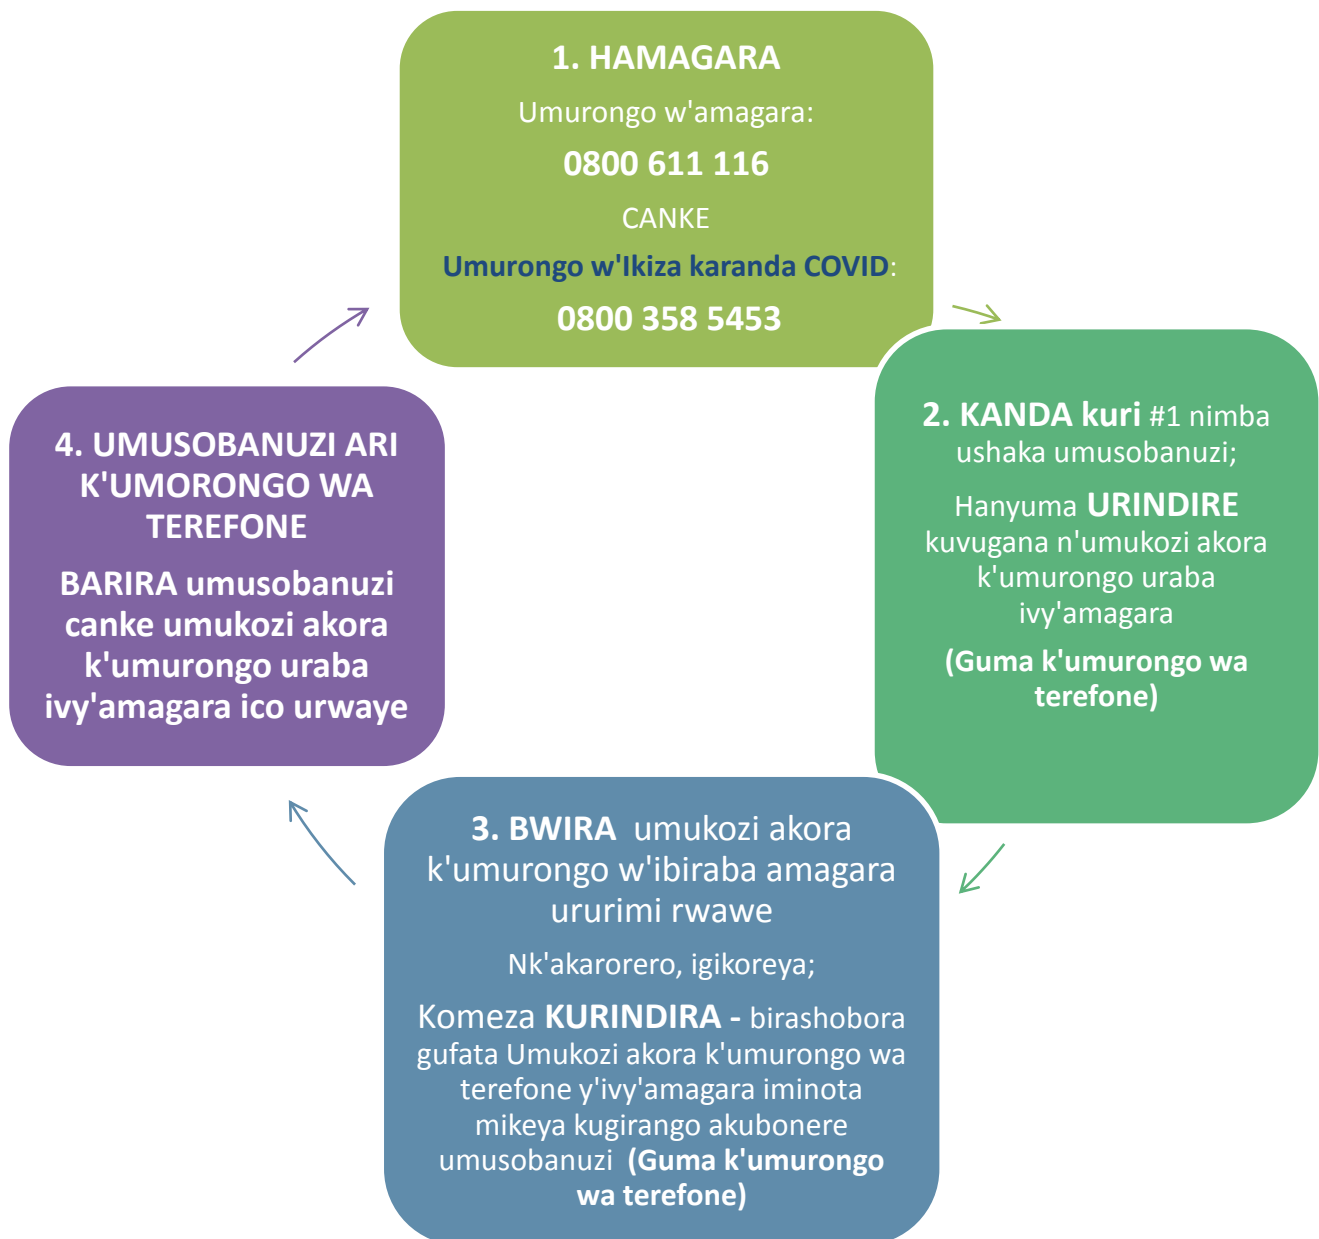 1. HAMAGARA
Umurongo w'amagara:
0800 611 116
CANKE
Umurongo w'Ikiza karanda COVID:
0800 358 5453
2. KANDA kuri #1 nimba
ushaka umusobanuzi;
Hanyuma URINDIRE
kuvugana n'umukozi akora
k'umurongo uraba
ivy'amagara
(Guma k'umurongo wa
terefone)
3. BWIRA umukozi akora
k'umurongo w'ibiraba amagara
ururimi rwawe
Nk'akarorero, igikoreya;
Komeza KURINDIRA - birashobora
gufata Umukozi akora k'umurongo wa
terefone y'ivy'amagara iminota
mikeya kugirango akubonere
umusobanuzi (Guma k'umurongo
wa terefone)
4. UMUSOBANUZI ARI
K'UMORONGO WA
TEREFONE
BARIRA umusobanuzi
canke umukozi akora
k'umurongo uraba
ivy'amagara ico urwaye